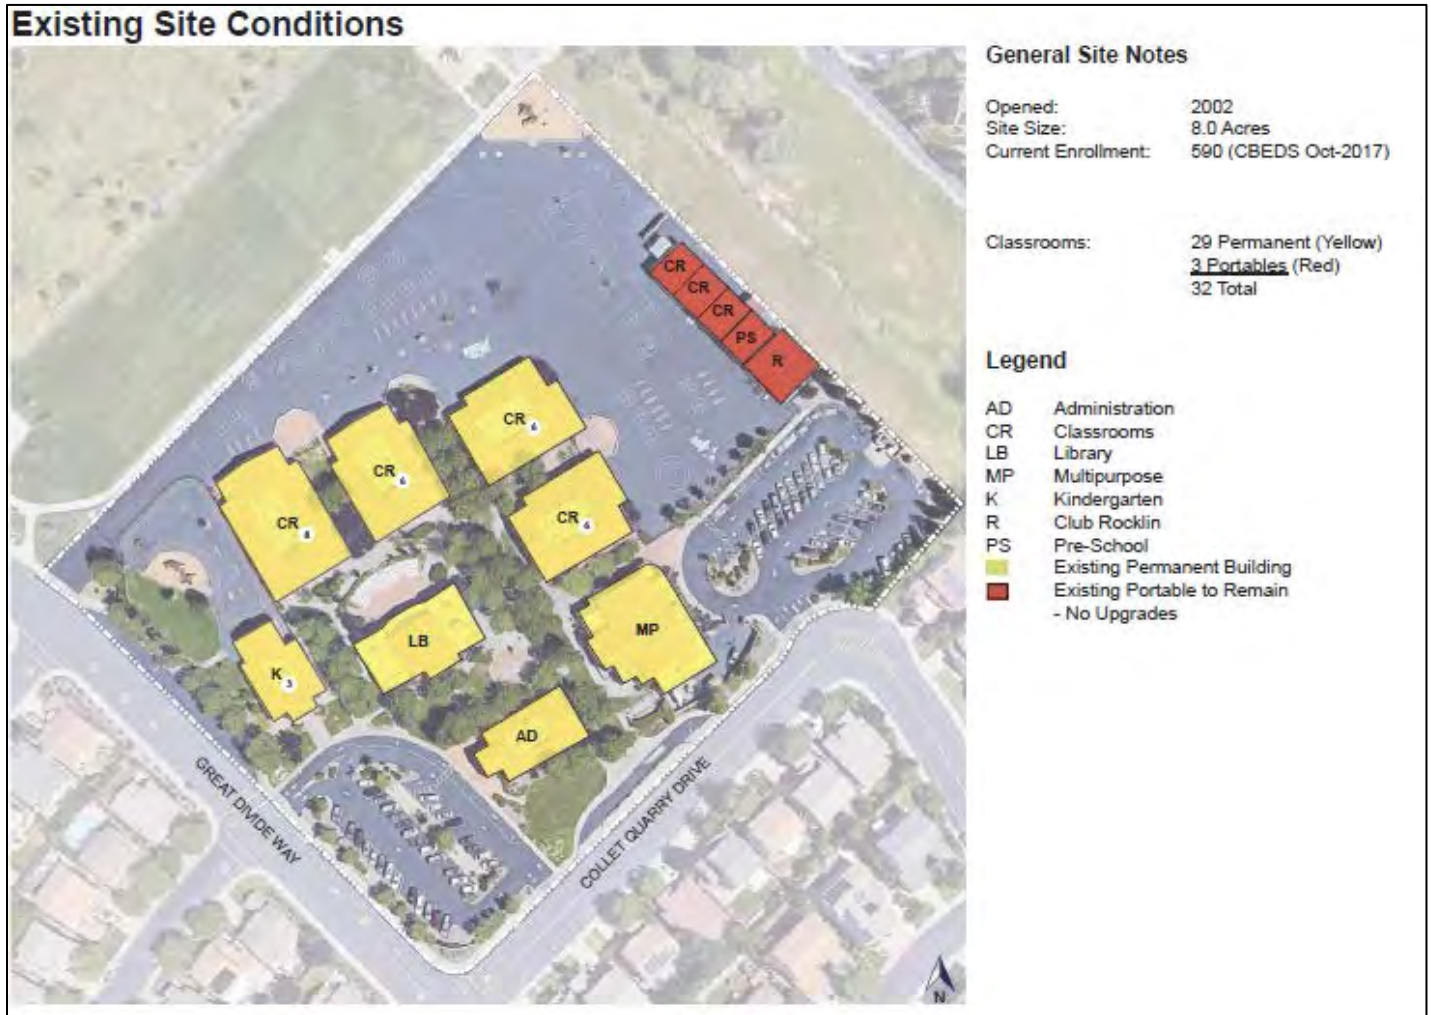 Existing Site Conditions
General Site Notes
Opened: 2002
Site Size: 8.0 Acres
Current Enrollment: 590 (CBEDS Oct-2017)
Classrooms: 29 Permanent (Yellow)
3 Portables (Red)
32 Total
Legend
AD Administration
CR Classrooms
LB Library
MP Multipurpose
K Kindergarten
R Club Rocklin
PS Pre-School
Existing Permanent Building
Existing Portable to Remain
- No Upgrades
CR
CR
CR
PS
R
CR
CR 6
CR
CR
LB
MP
K 3
AD
GREAT DIVIDE WAY
COLLET QUARRY DRIVE
N